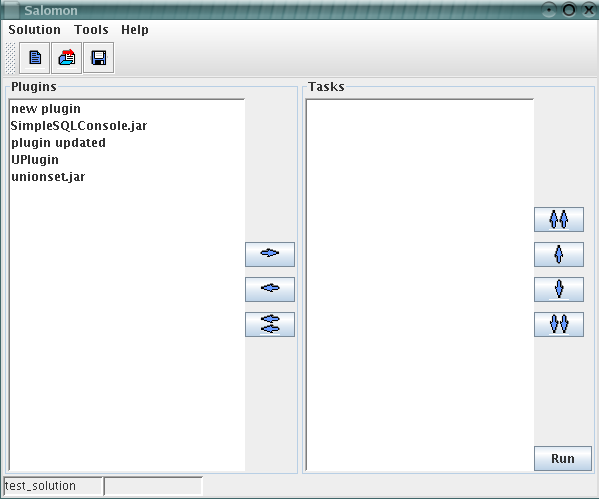 Salomon
Solution Tools Help
Plugins
new plugin
SimpleSQLConsole.jar
plugin updated
UPlugin
unionset.jar
Tasks
Run
test_solution